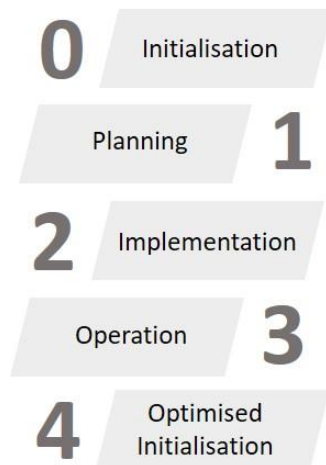 0 Initialisation
Planning 1
2 Implementation
Operation 3
4 Optimised
Initialisation